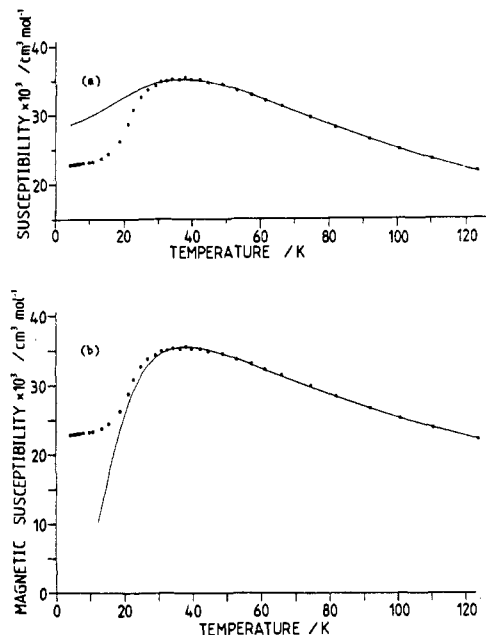 SUSCEPTIBILITY ×10³ /cm³ mol⁻¹
(a)
40
30
20
0 20 40 60 80 100 120
TEMPERATURE /K
MAGNETIC SUSCEPTIBILITY ×10³ / cm³ mol⁻¹
(b)
40
30
20
10
0
0 20 40 60 80 100 120
TEMPERATURE /K